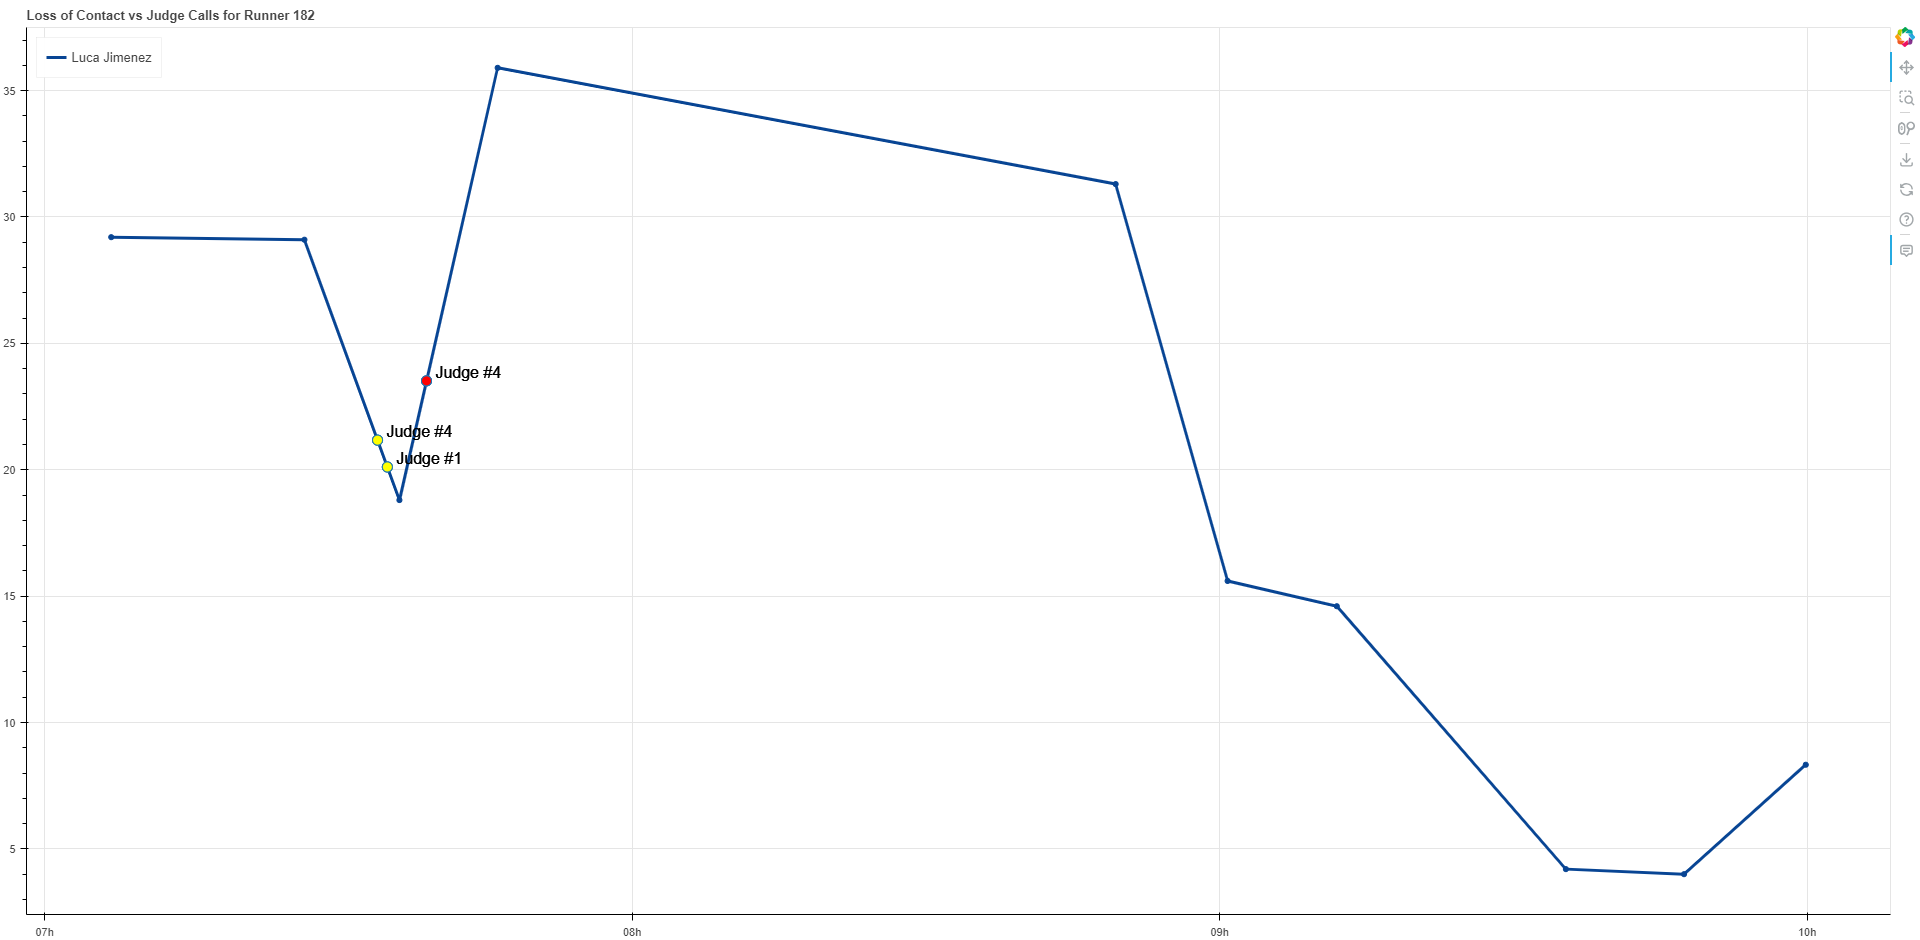 Loss of Contact vs Judge Calls for Runner 182
Luca Jimenez
35
30
25
20
15
10
5
Judge #4
Judge #4
Judge #1
07h
08h
09h
10h